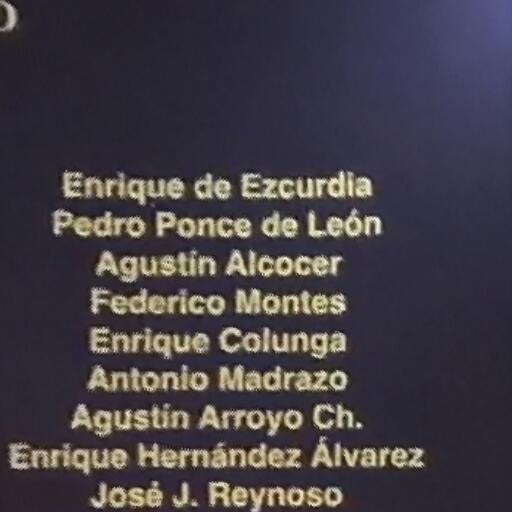 O
Enrique de Ezcurdia
Pedro Ponce de León
Agustín Alcocer
Federico Montes
Enrique Colunga
Antonio Madrazo
Agustín Arroyo Ch.
Enrique Hernández Álvarez
José J. Reynoso